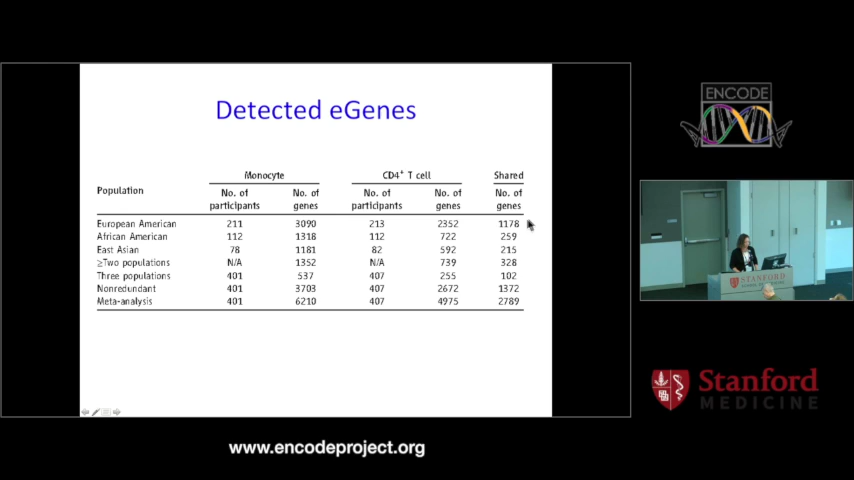 Detected eGenes
Monocyte CD4+ T cell Shared
Population No. of participants No. of genes No. of participants No. of genes No. of genes
European American 211 3090 213 2352 1178
African American 112 1318 112 722 259
East Asian 78 1181 82 592 215
≥Two populations N/A 1352 N/A 739 328
Three populations 401 537 407 255 102
Nonredundant 401 3703 407 2672 1372
Meta-analysis 401 6210 407 4975 2789
ENCODE
STANFORD
Stanford
MEDICINE
www.encodeproject.org